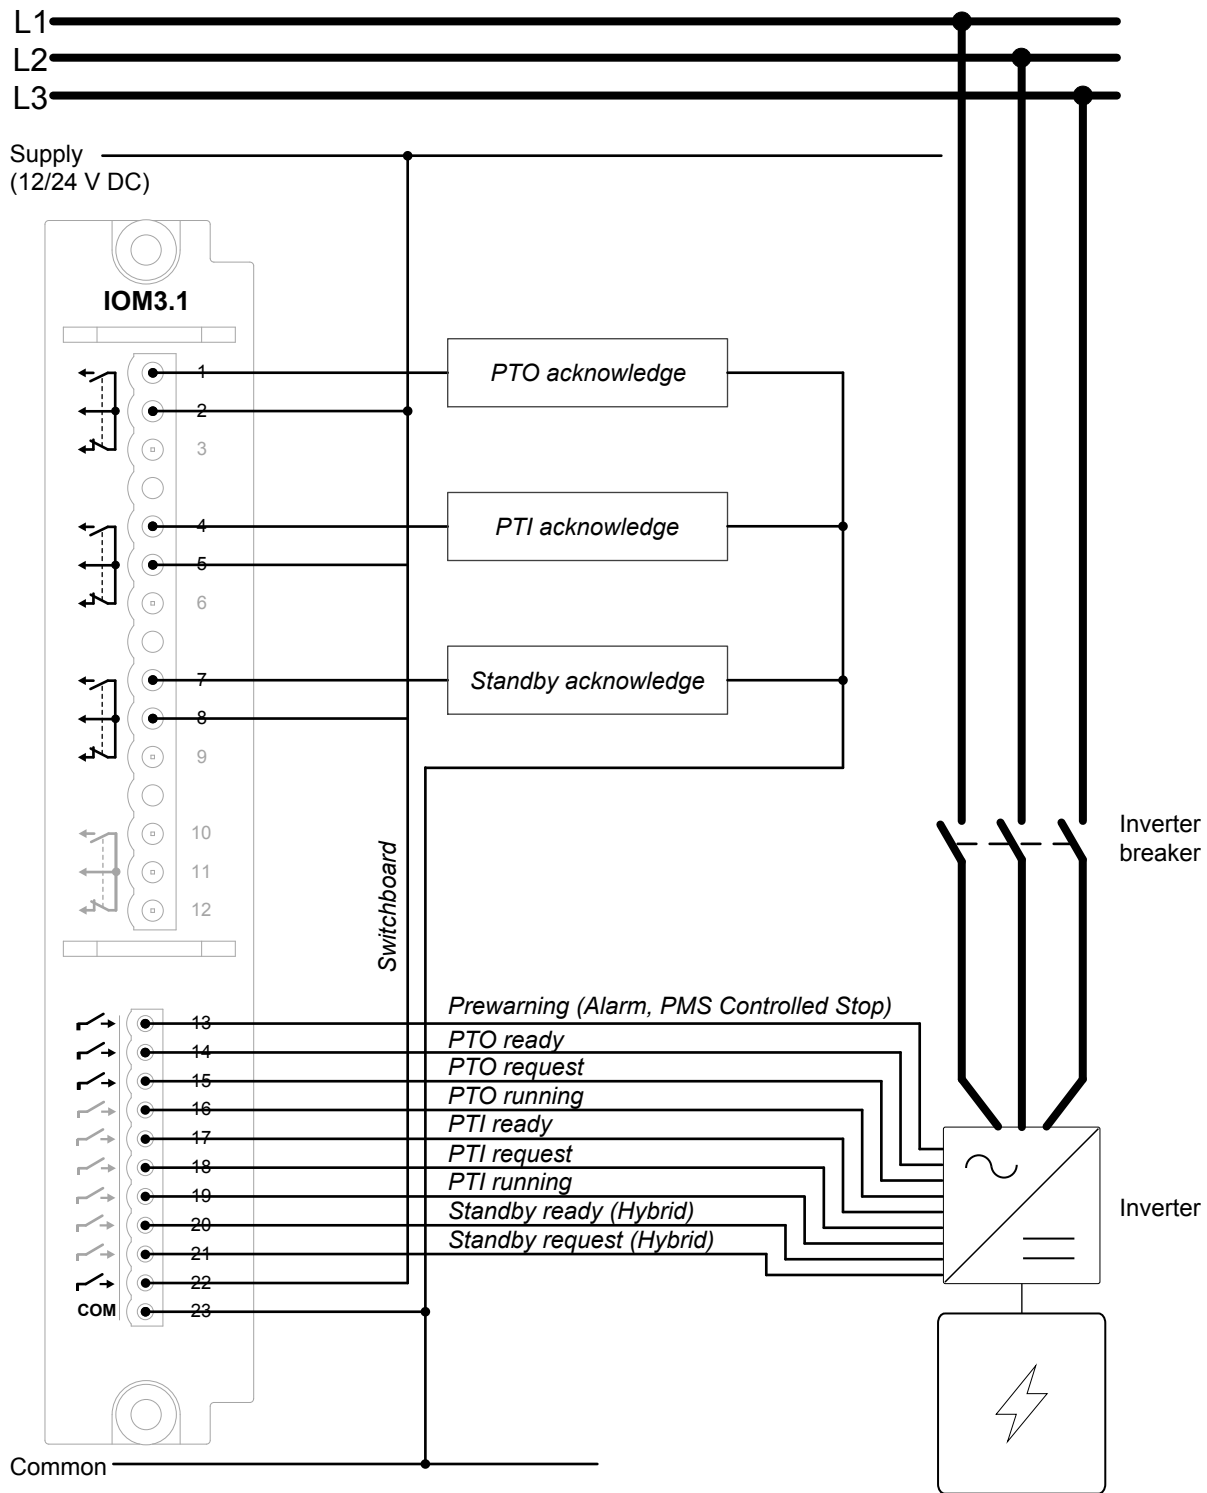 L1
L2
L3
Supply
(12/24 V DC)
IOM3.1
1
PTO acknowledge
2
3
4
PTI acknowledge
5
6
7
Standby acknowledge
8
9
10
11
12
Switchboard
Inverter
breaker
Prewarning (Alarm, PMS Controlled Stop)
13
PTO ready
14
PTO request
15
PTO running
16
PTI ready
17
PTI request
18
PTI running
19
Standby ready (Hybrid)
20
Standby request (Hybrid)
21
22
COM 23
Inverter
Common